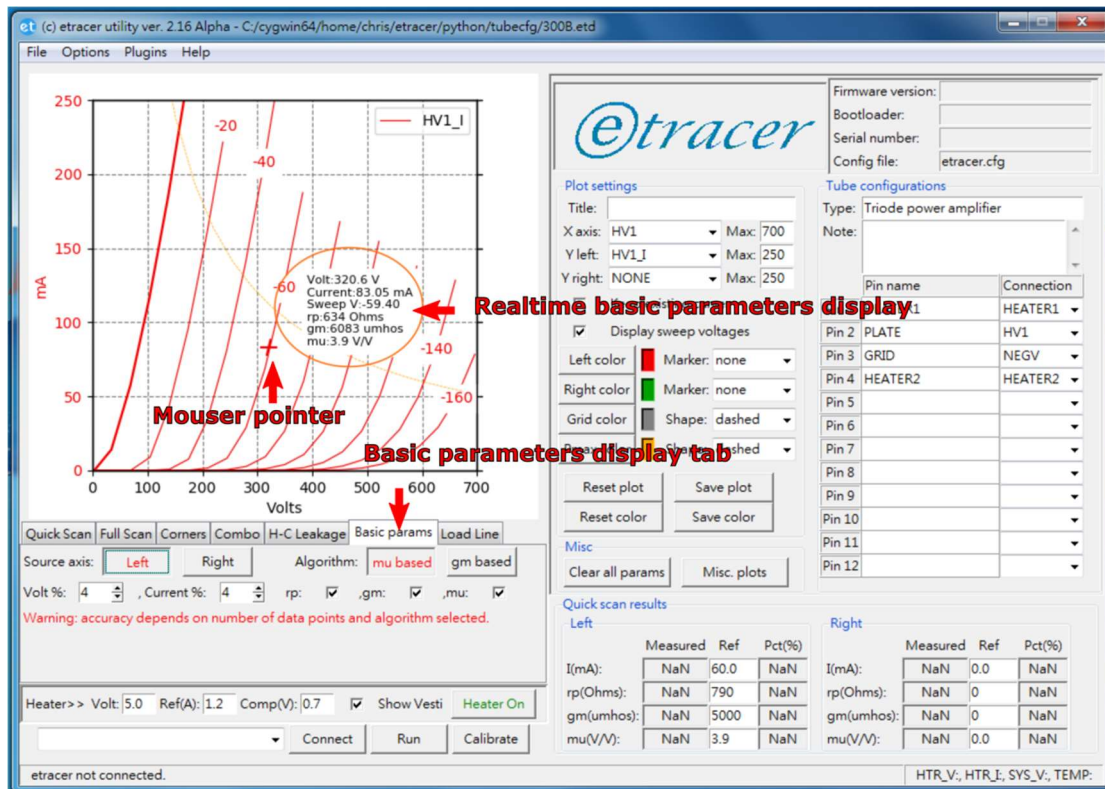 et (c) etracer utility ver. 2.16 Alpha - C:/cygwin64/home/chris/etracer/python/tubecfg/300B.etd
File Options Plugins Help
250
200
150
100
50
0
mA
0 100 200 300 400 500 600 700
Volts
HV1_I
-20
-40
-60
-140
-160
Volt:320.6 V
Current:83.05 mA
Sweep V:-59.40
rp:634 Ohms
gm:6083 umhos
mu:3.9 V/V
Realtime basic parameters display
Mouser pointer
Basic parameters display tab
Quick Scan Full Scan Corners Combo H-C Leakage Basic params Load Line
Source axis: Left Right Algorithm: mu based gm based
Volt %: 4 , Current %: 4 rp: ,gm: ,mu:
Warning: accuracy depends on number of data points and algorithm selected.
Heater>> Volt: 5.0 Ref(A): 1.2 Comp(V): 0.7 Show Vesti Heater On
Connect Run Calibrate
etracer not connected.
etracer
Firmware version:
Bootloader:
Serial number:
Config file: etracer.cfg
Plot settings
Title:
X axis: HV1 Max: 700
Y left: HV1_I Max: 250
Y right: NONE Max: 250
Display sweep voltages
Left color Marker: none
Right color Marker: none
Grid color Shape: dashed
Reset plot Save plot
Reset color Save color
Misc
Clear all params Misc. plots
Tube configurations
Type: Triode power amplifier
Note:
Pin name Connection
HEATER1
Pin 2 PLATE HV1
Pin 3 GRID NEGV
Pin 4 HEATER2 HEATER2
Pin 5
Pin 6
Pin 7
Pin 8
Pin 9
Pin 10
Pin 11
Pin 12
Quick scan results
Left
Measured Ref Pct(%)
I(mA): NaN 60.0 NaN
rp(Ohms): NaN 790 NaN
gm(umhos): NaN 5000 NaN
mu(V/V): NaN 3.9 NaN
Right
Measured Ref Pct(%)
I(mA): NaN 0.0 NaN
rp(Ohms): NaN 0 NaN
gm(umhos): NaN 0 NaN
mu(V/V): NaN 0.0 NaN
HTR_V:, HTR_I:, SYS_V:, TEMP: